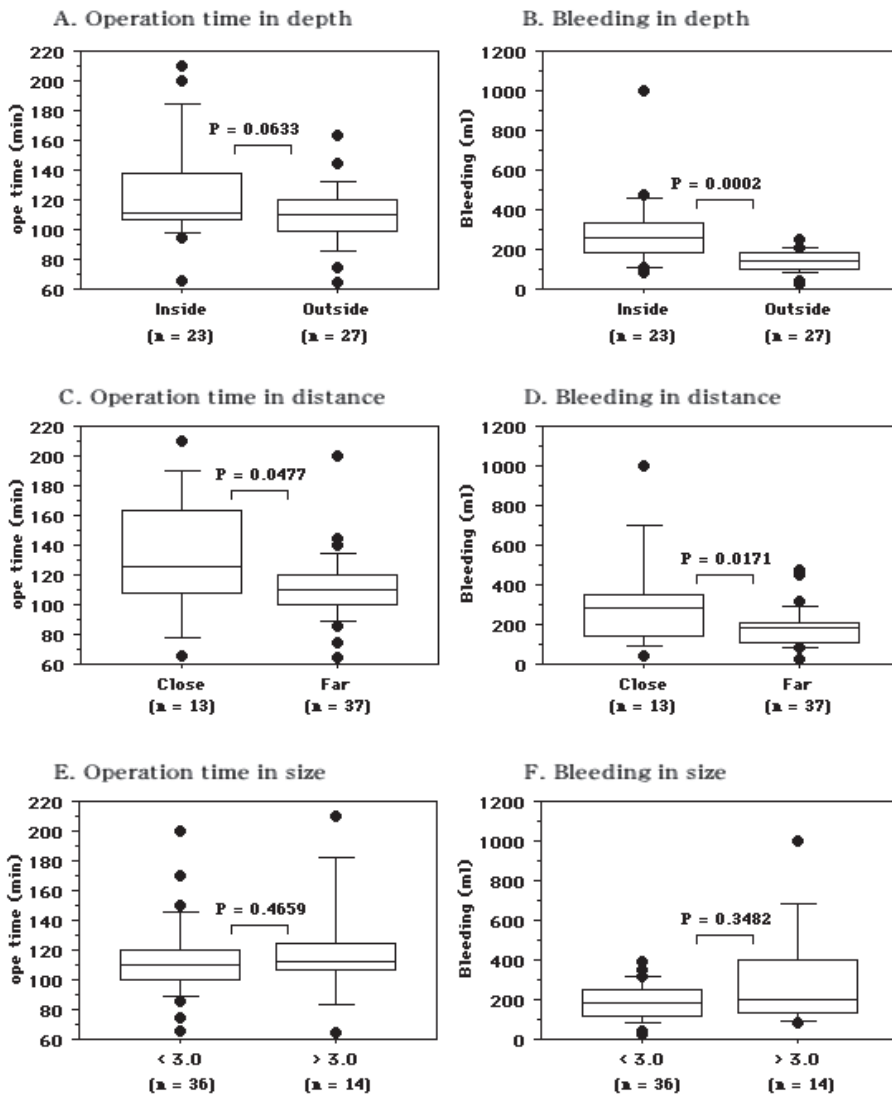 A. Operation time in depth
220
200
180
160
140
120
100
80
60
ope time (min)
P = 0.0633
Inside
Outside
(n = 23)
(n = 27)
B. Bleeding in depth
1200
1000
800
600
400
200
0
Bleeding (ml)
P = 0.0002
Inside
Outside
(n = 23)
(n = 27)
C. Operation time in distance
220
200
180
160
140
120
100
80
60
ope time (min)
P = 0.0477
Close
Far
(n = 13)
(n = 37)
D. Bleeding in distance
1200
1000
800
600
400
200
0
Bleeding (ml)
P = 0.0171
Close
Far
(n = 13)
(n = 37)
E. Operation time in size
220
200
180
160
140
120
100
80
60
ope time (min)
P = 0.4659
< 3.0
> 3.0
(n = 36)
(n = 14)
F. Bleeding in size
1200
1000
800
600
400
200
0
Bleeding (ml)
P = 0.3482
< 3.0
> 3.0
(n = 36)
(n = 14)